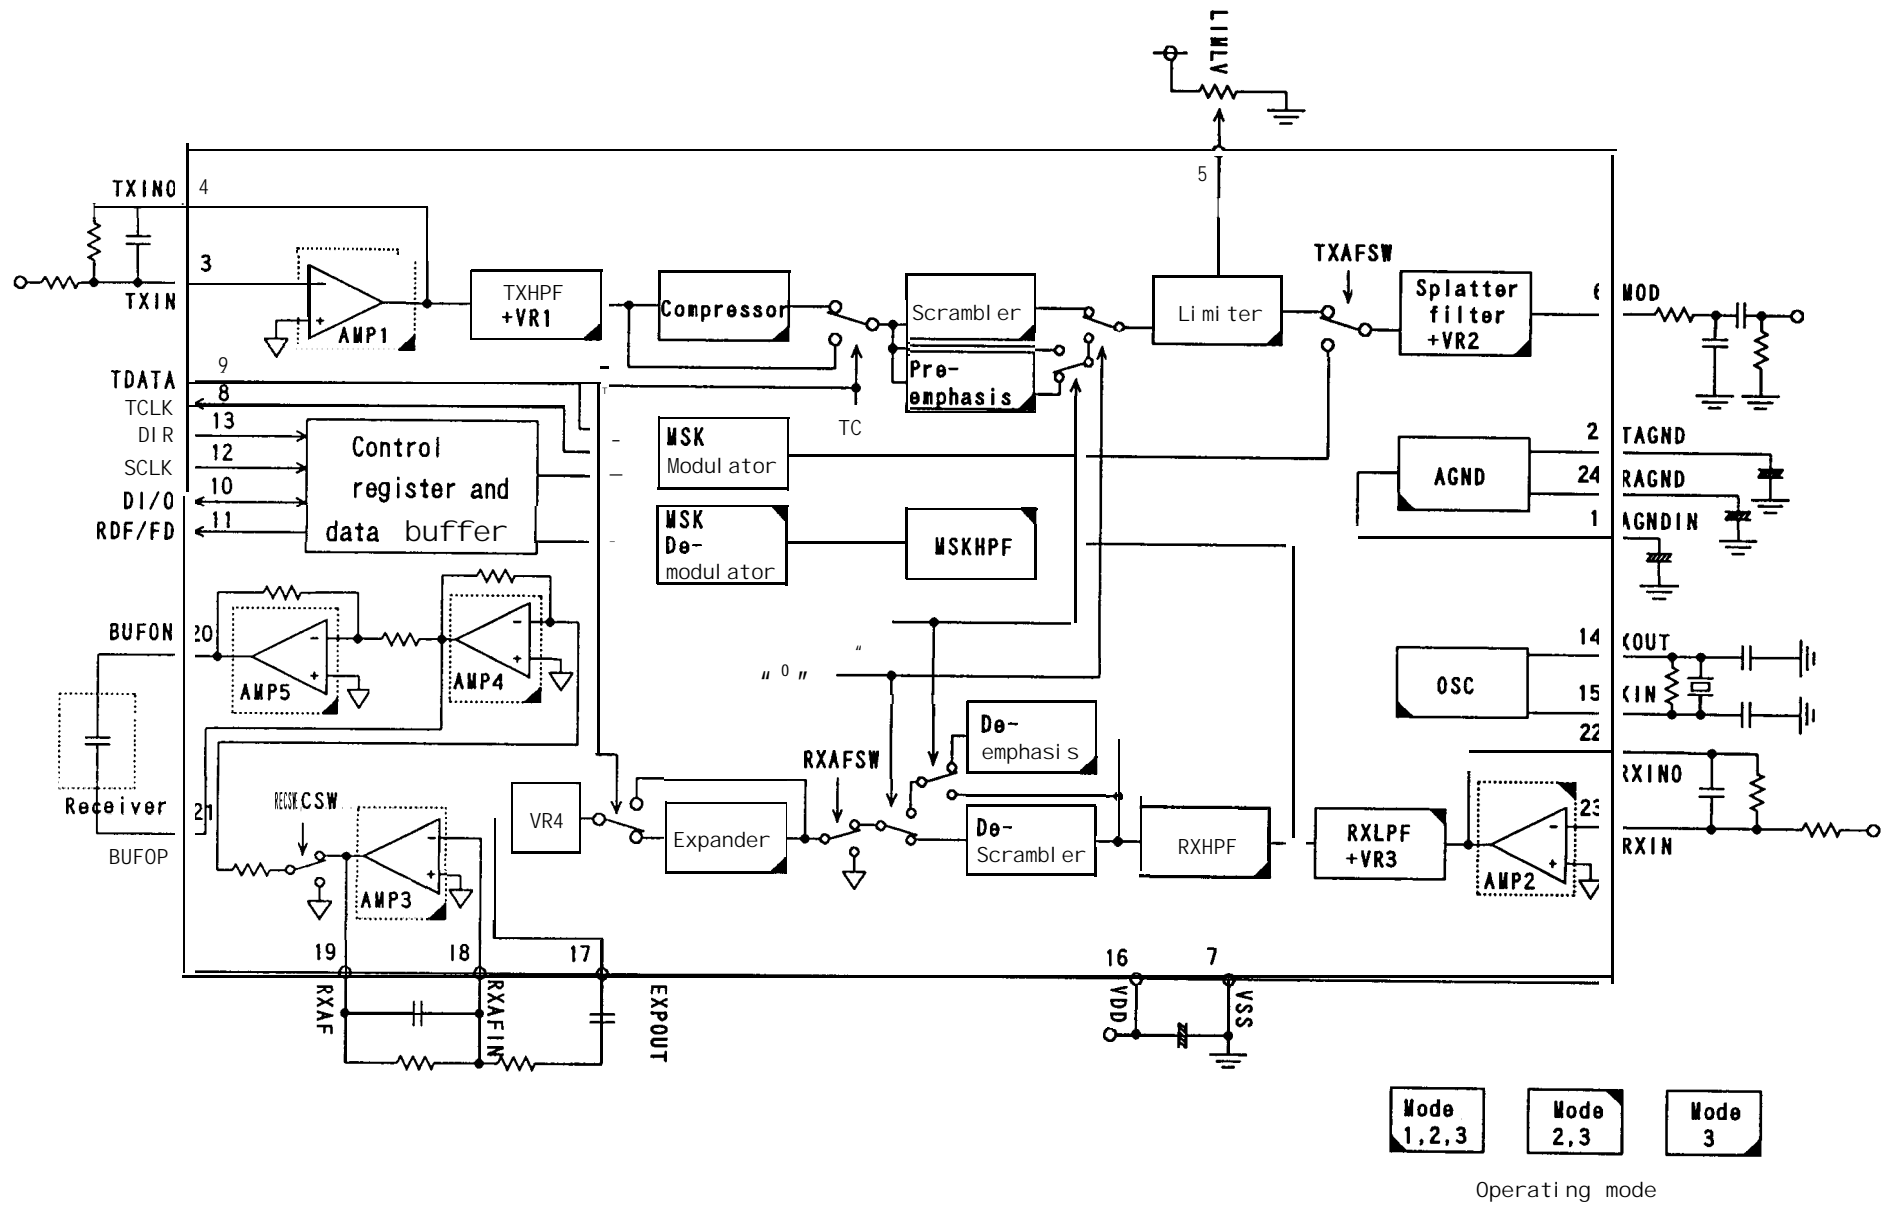 LIMLV
5
TXINO
4
3
TXIN
AMP1
TXHPF
+VR1
Compressor
Scrambler
Pre-
emphasis
Limiter
TXAFSW
Splatter
filter
+VR2
6
MOD
TDATA
9
TCLK
8
DIR
13
SCLK
12
DI/O
10
RDF/FD
11
Control
register and
data buffer
TC
MSK
Modulator
MSK
De-
modulator
MSKHPF
AGND
2
TAGND
24
RAGND
1
AGNDIN
BUFON
20
AMP5
AMP4
"
" 0 "
OSC
14
XOUT
15
XIN
22
RXINO
23
RXIN
Receiver
21
BUFOP
RECSW
CSW
AMP3
VR4
Expander
RXAFSW
De-
emphasis
De-
Scrambler
RXHPF
RXLPF
+VR3
AMP2
19
18
17
16
7
RXAF
RXAFIN
EXPOUT
VDD
VSS
Mode
1,2,3
Mode
2,3
Mode
3
Operating mode